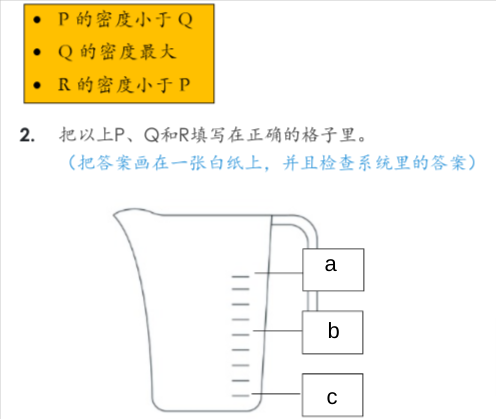 • P 的密度小于 Q
• Q 的密度最大
• R 的密度小于 P
2. 把以上P、Q和R填写在正确的格子里。
（把答案画在一张白纸上，并且检查系统里的答案）
a
b
c